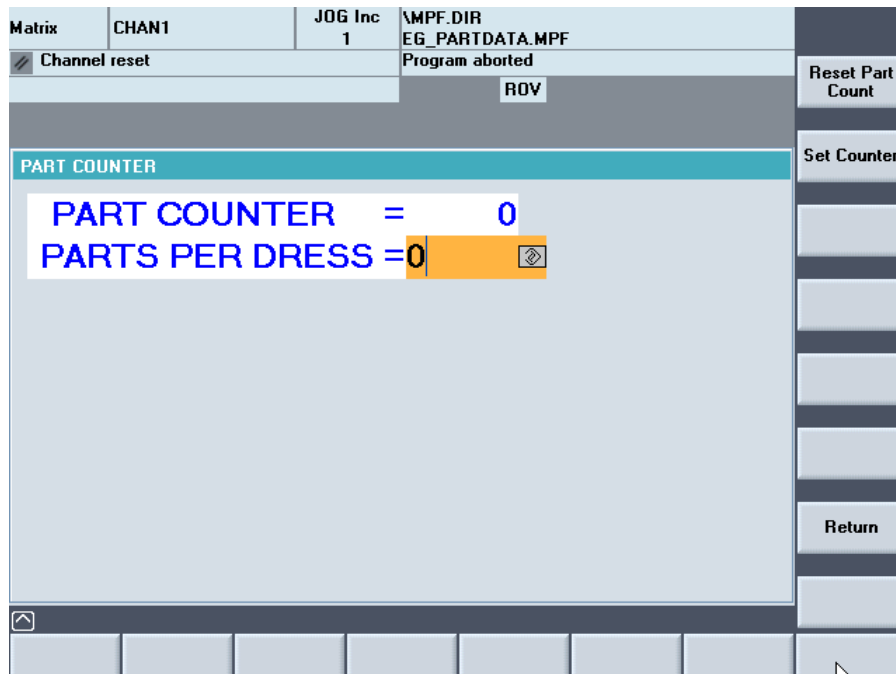 Matrix CHAN1 JOG Inc \MPF.DIR
1 EG_PARTDATA.MPF
Channel reset Program aborted
ROV
Reset Part
Count
Set Counter
PART COUNTER
PART COUNTER = 0
PARTS PER DRESS =0
Return